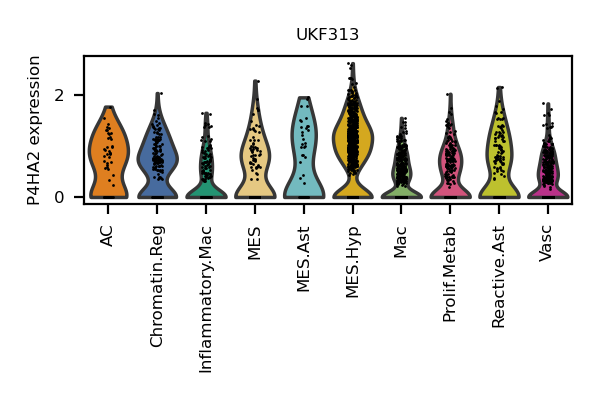 UKF313
P4HA2 expression
2
0
AC
Chromatin.Reg
Inflammatory.Mac
MES
MES.Ast
MES.Hyp
Mac
Prolif.Metab
Reactive.Ast
Vasc